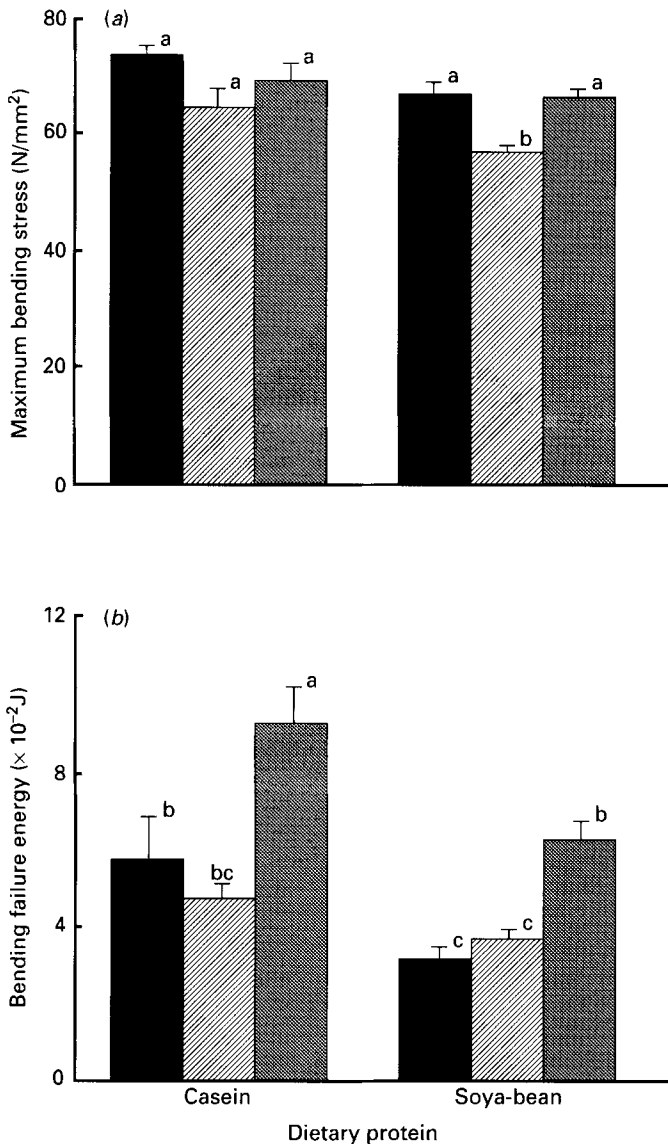 (a)
Maximum bending stress (N/mm²)
80
60
40
20
0
a
a
a
a
b
a
(b)
Bending failure energy (× 10⁻²J)
12
8
4
0
b
bc
a
c
c
b
Casein
Soya-bean
Dietary protein